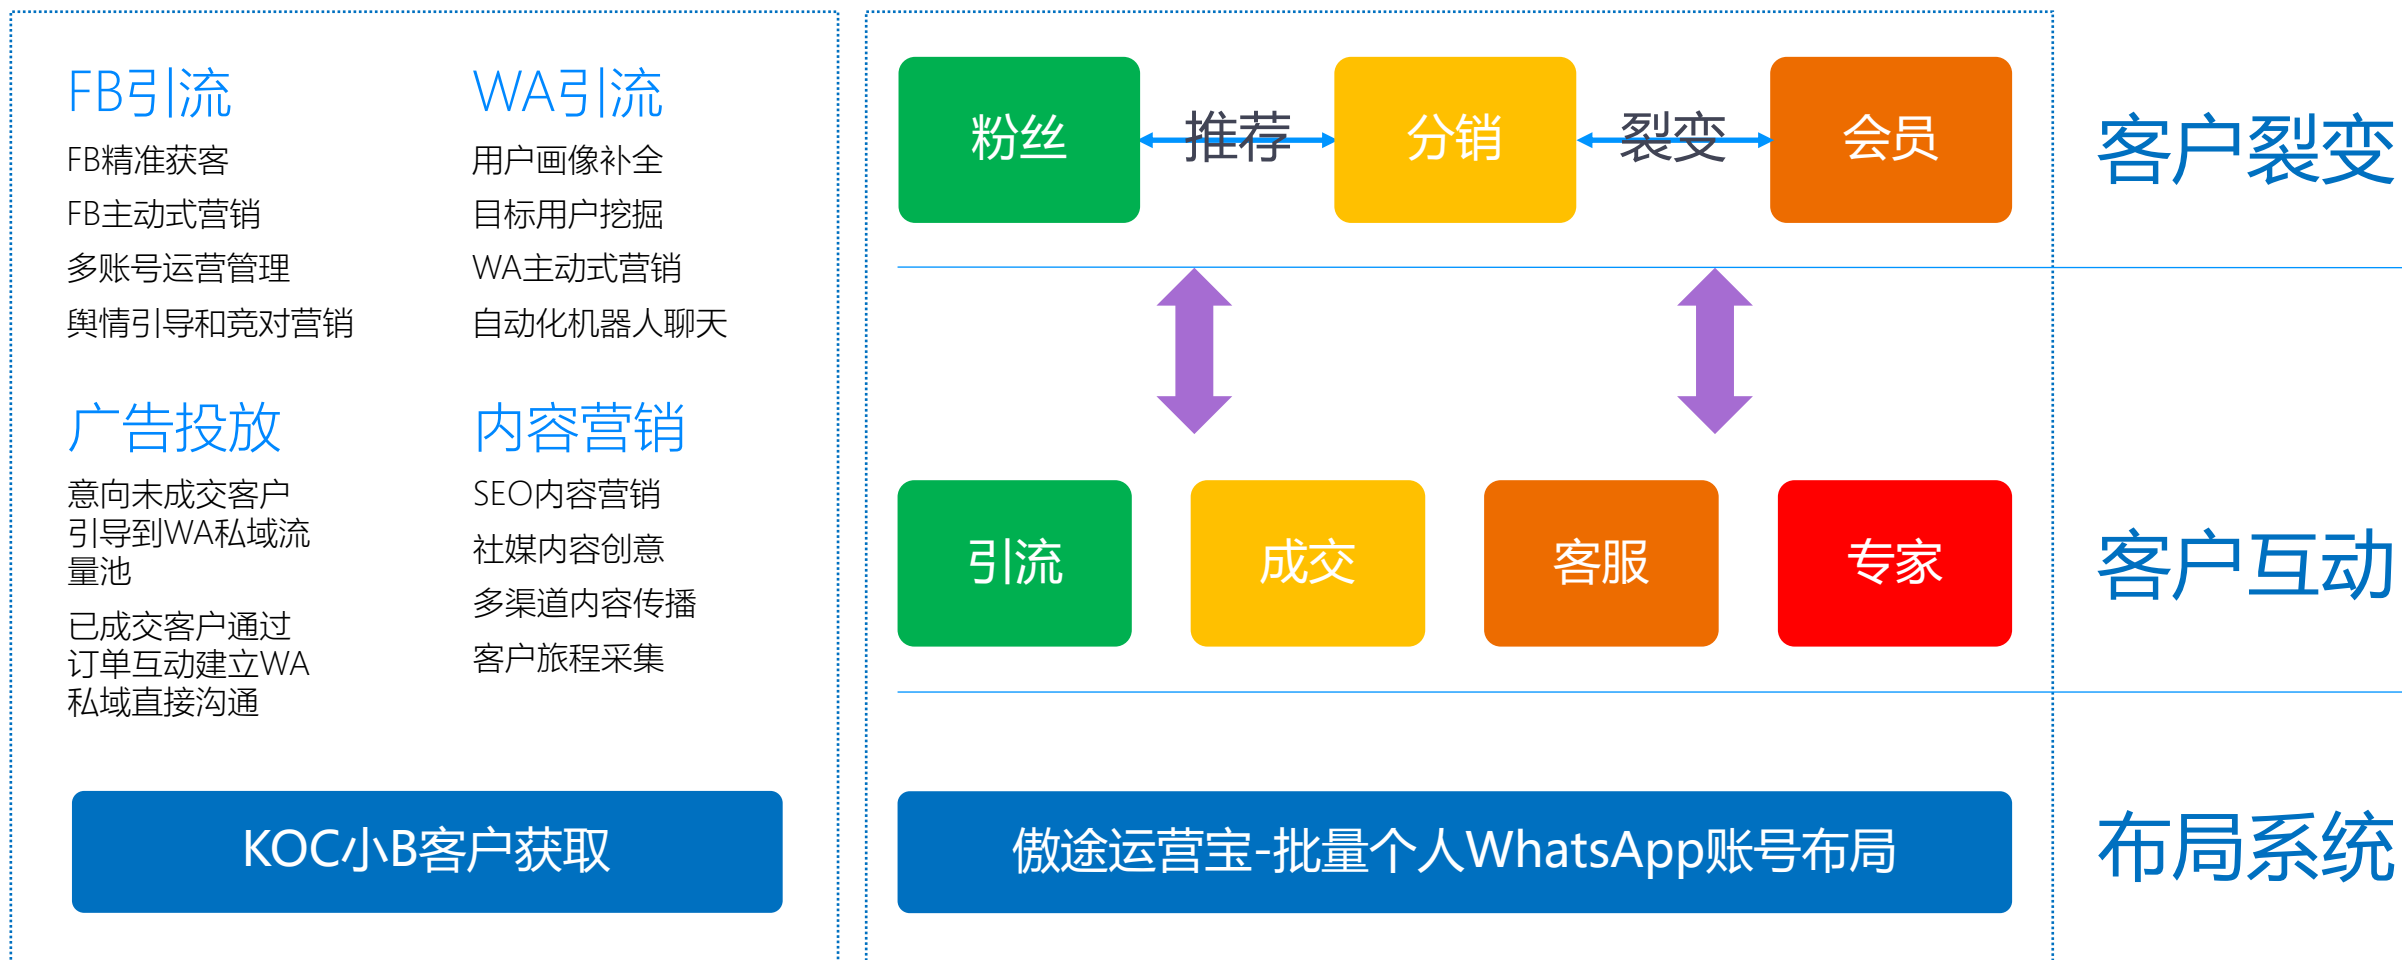 FB引流
FB精准获客
FB主动式营销
多账号运营管理
舆情引导和竞对营销
WA引流
用户画像补全
目标用户挖掘
WA主动式营销
自动化机器人聊天
广告投放
意向未成交客户
引导到WA私域流
量池
已成交客户通过
订单互动建立WA
私域直接沟通
内容营销
SEO内容营销
社媒内容创意
多渠道内容传播
客户旅程采集
KOC小B客户获取
粉丝
推荐
分销
裂变
会员
客户裂变
引流
成交
客服
专家
客户互动
傲途运营宝-批量个人WhatsApp账号布局
布局系统